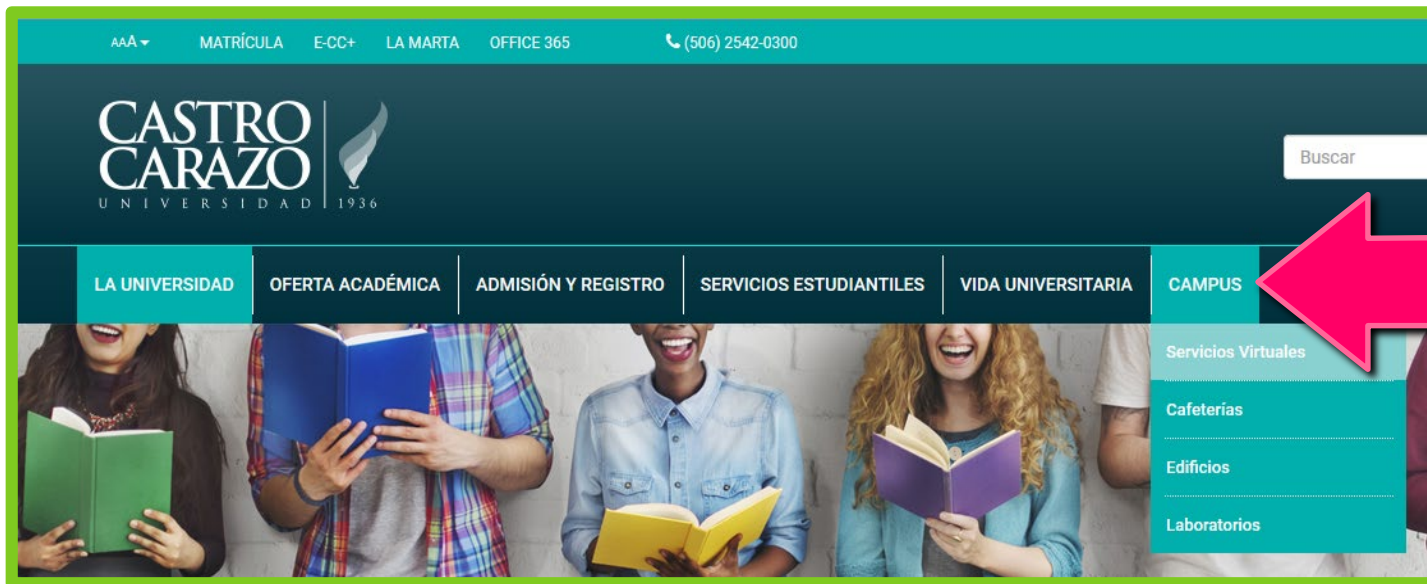 AAA MATRÍCULA E-CC+ LA MARTA OFFICE 365 (506) 2542-0300
CASTRO
CARAZO
UNIVERSIDAD 1936
Buscar
LA UNIVERSIDAD OFERTA ACADÉMICA ADMISIÓN Y REGISTRO SERVICIOS ESTUDIANTILES VIDA UNIVERSITARIA CAMPUS
Servicios Virtuales
Cafeterías
Edificios
Laboratorios